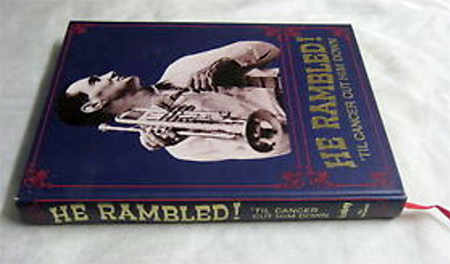 HE RAMBLED!
'TIL CANCER CUT HIM DOWN
HE RAMBLED!
'TIL CANCER
CUT HIM DOWN